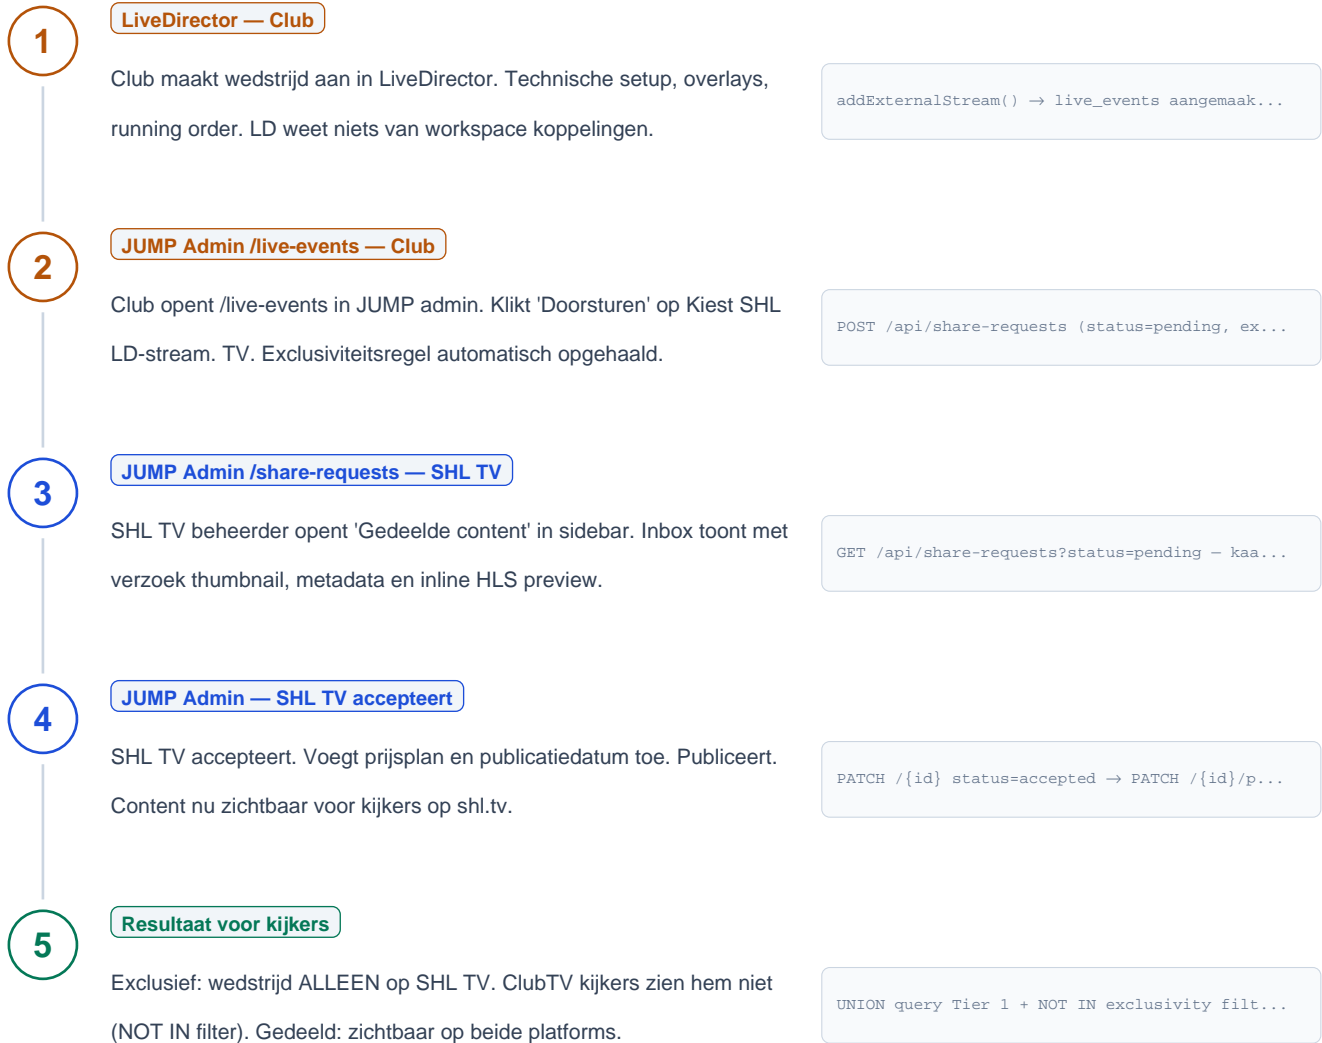 1
LiveDirector — Club
Club maakt wedstrijd aan in LiveDirector. Technische setup, overlays,
running order. LD weet niets van workspace koppelingen.
addExternalStream() → live_events aangemaak...
2
JUMP Admin /live-events — Club
Club opent /live-events in JUMP admin. Klikt 'Doorsturen' op Kiest SHL
LD-stream. TV. Exclusiviteitsregel automatisch opgehaald.
POST /api/share-requests (status=pending, ex...
3
JUMP Admin /share-requests — SHL TV
SHL TV beheerder opent 'Gedeelde content' in sidebar. Inbox toont met
verzoek thumbnail, metadata en inline HLS preview.
GET /api/share-requests?status=pending — kaa...
4
JUMP Admin — SHL TV accepteert
SHL TV accepteert. Voegt prijsplan en publicatiedatum toe. Publiceert.
Content nu zichtbaar voor kijkers op shl.tv.
PATCH /{id} status=accepted → PATCH /{id}/p...
5
Resultaat voor kijkers
Exclusief: wedstrijd ALLEEN op SHL TV. ClubTV kijkers zien hem niet
(NOT IN filter). Gedeeld: zichtbaar op beide platforms.
UNION query Tier 1 + NOT IN exclusivity filt...